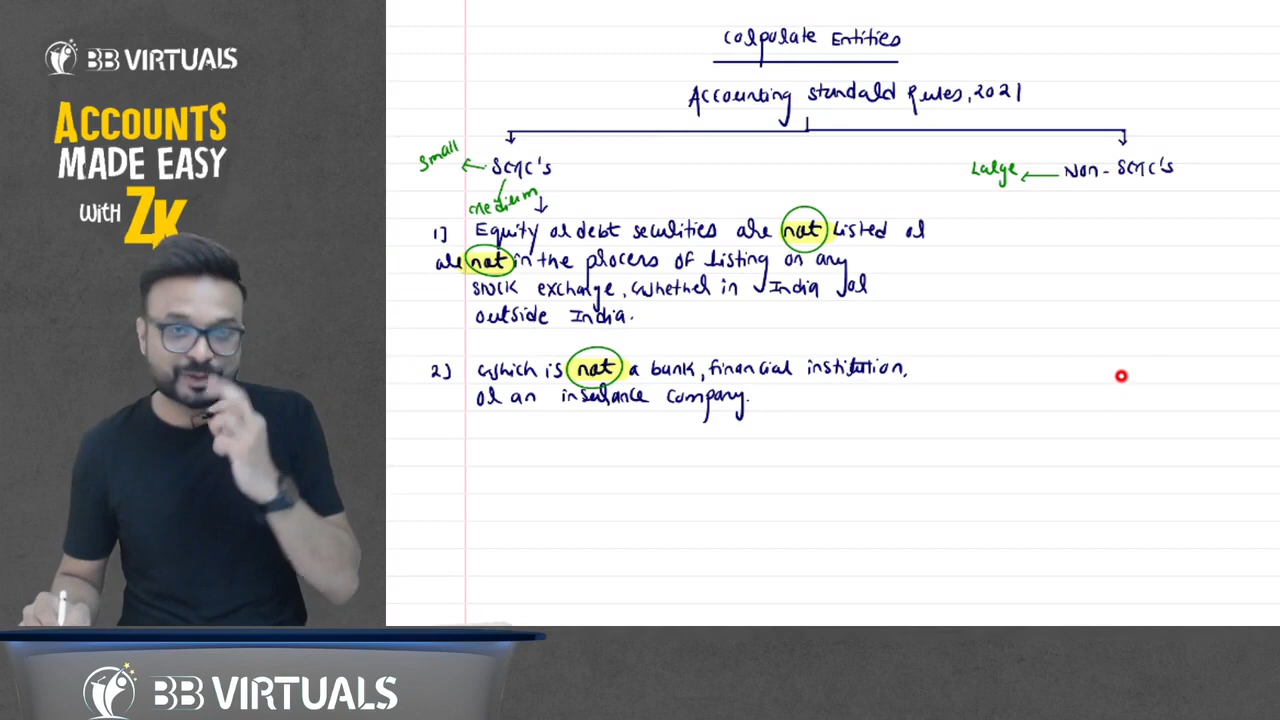 BB VIRTUALS
ACCOUNTS
MADE EASY
WITH ZK
Corporate Entities
Accounting Standard Rules, 2021
Small
SMC's
Medium
Large
Non-SMC's
1] Equity or debt securities are not listed or
are not in the process of listing on any
stock exchange, whether in India or
outside India.
2] Which is not a bank, financial institution,
or an insurance company.
BB VIRTUALS